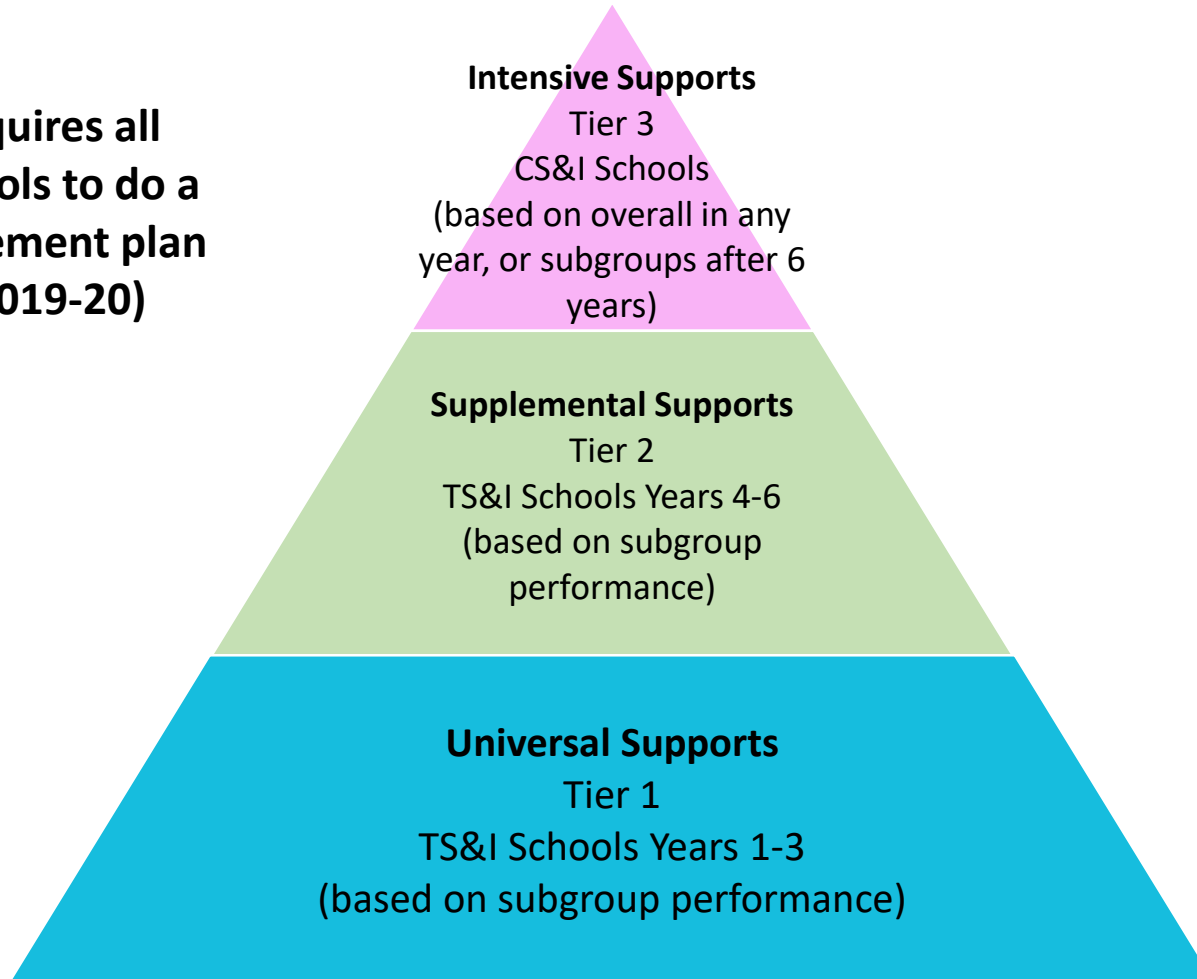 quires all
ols to do a
ement plan
019-20)
Intensive Supports
Tier 3
CS&I Schools
(based on overall in any
year, or subgroups after 6
years)
Supplemental Supports
Tier 2
TS&I Schools Years 4-6
(based on subgroup
performance)
Universal Supports
Tier 1
TS&I Schools Years 1-3
(based on subgroup performance)